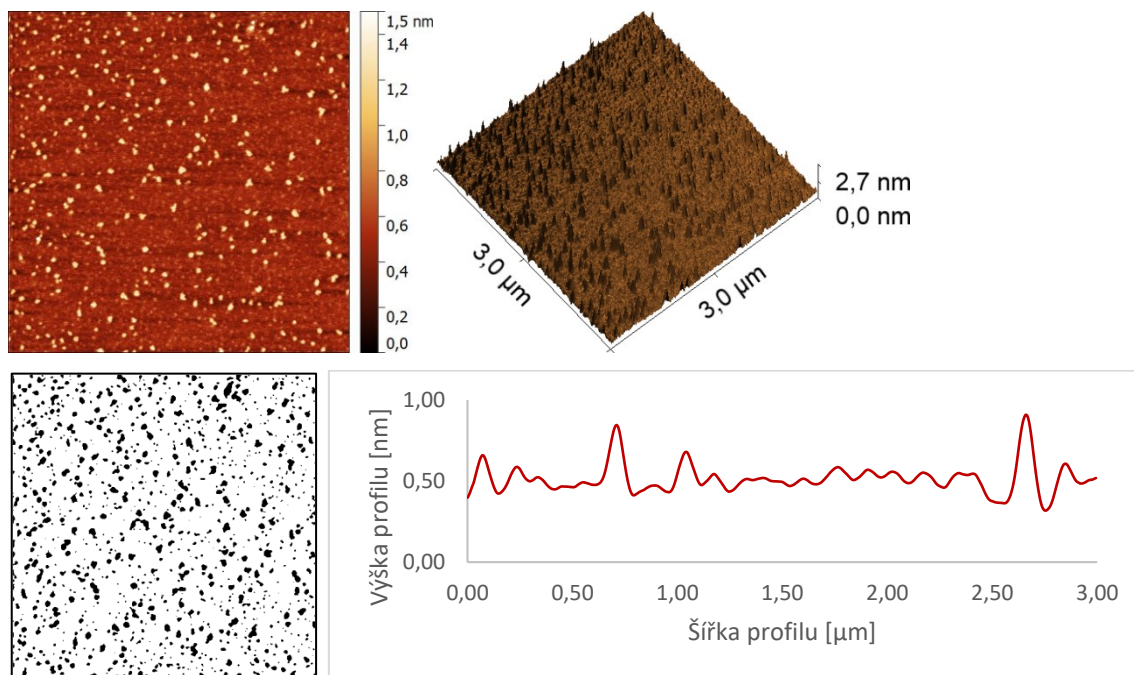 1,5 nm
1,4
1,2
1,0
0,8
0,6
0,4
0,2
0,0
2,7 nm
0,0 nm
3,0 µm
3,0 µm
1,00
0,50
0,00
Výška profilu [nm]
0,00
0,50
1,00
1,50
2,00
2,50
3,00
Šířka profilu [µm]